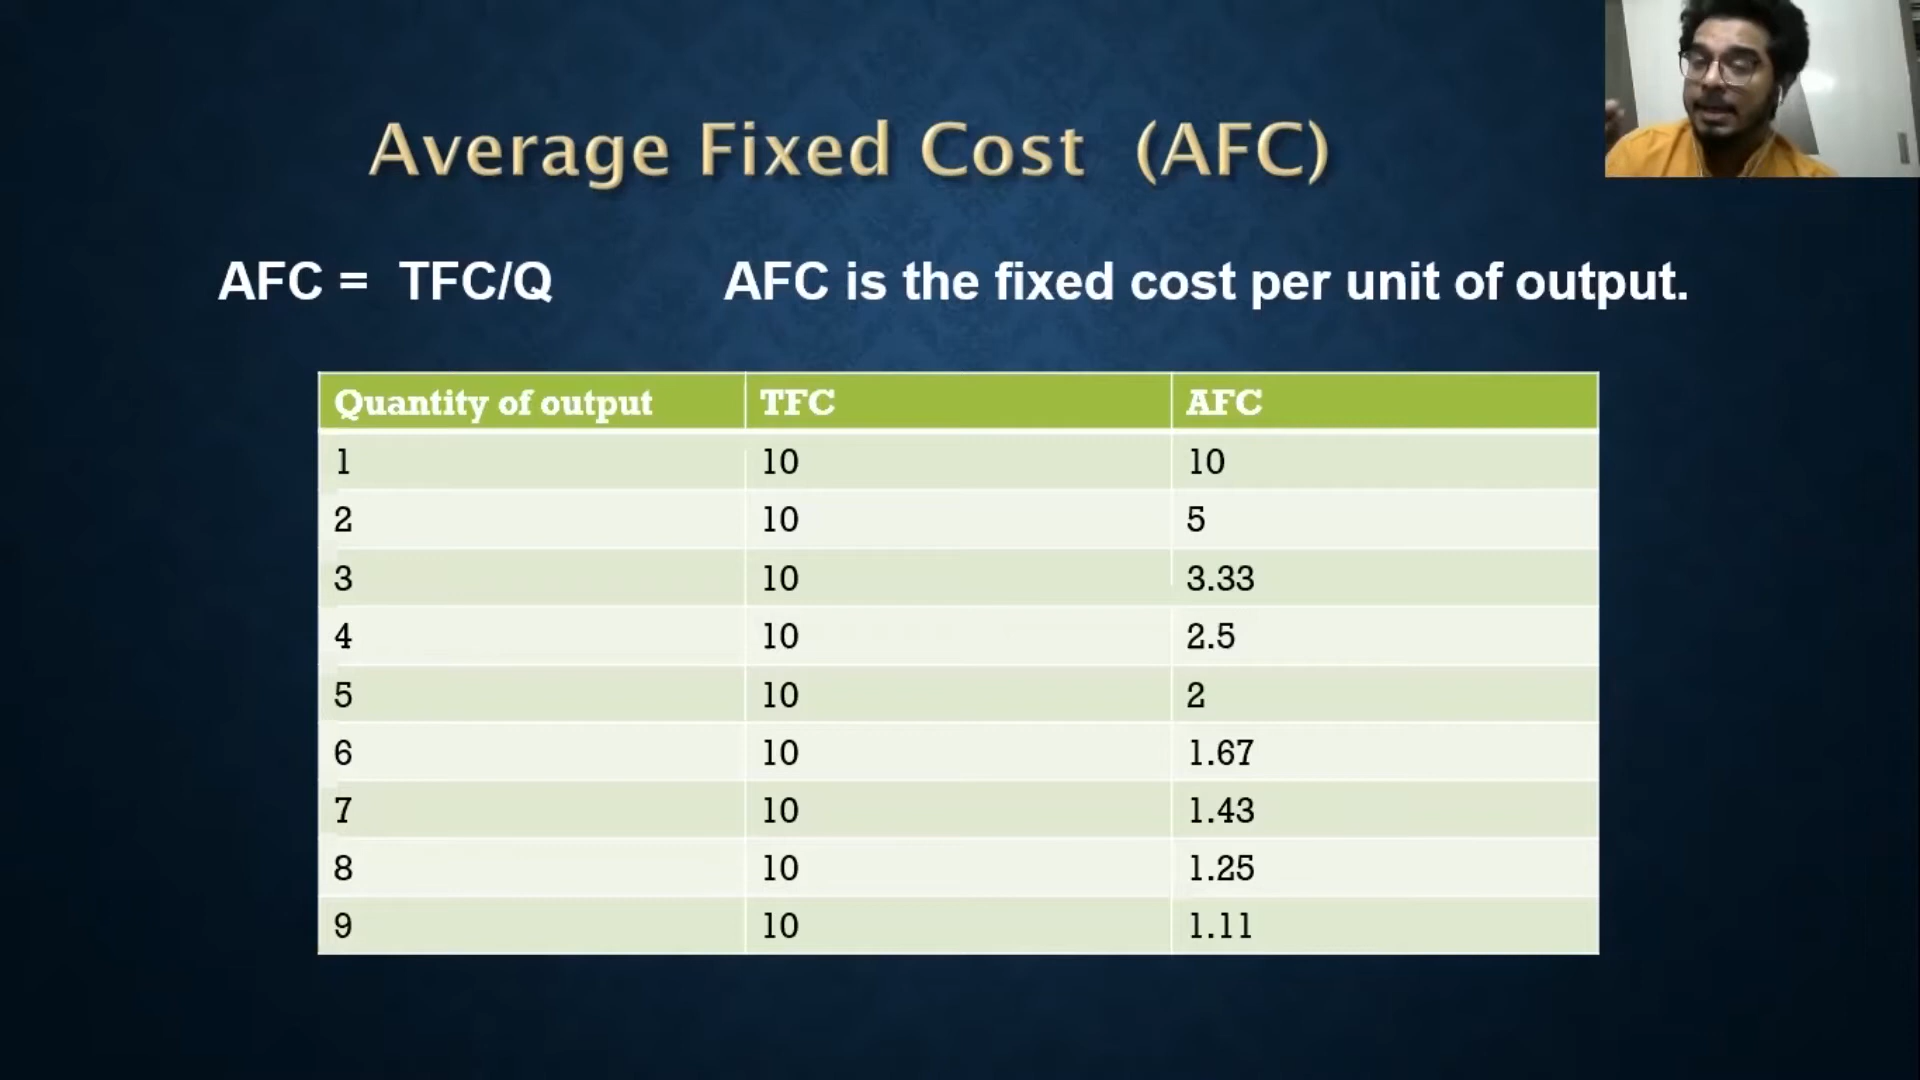 Average Fixed Cost (AFC)
AFC = TFC/Q AFC is the fixed cost per unit of output.
Quantity of output TFC AFC
1 10 10
2 10 5
3 10 3.33
4 10 2.5
5 10 2
6 10 1.67
7 10 1.43
8 10 1.25
9 10 1.11